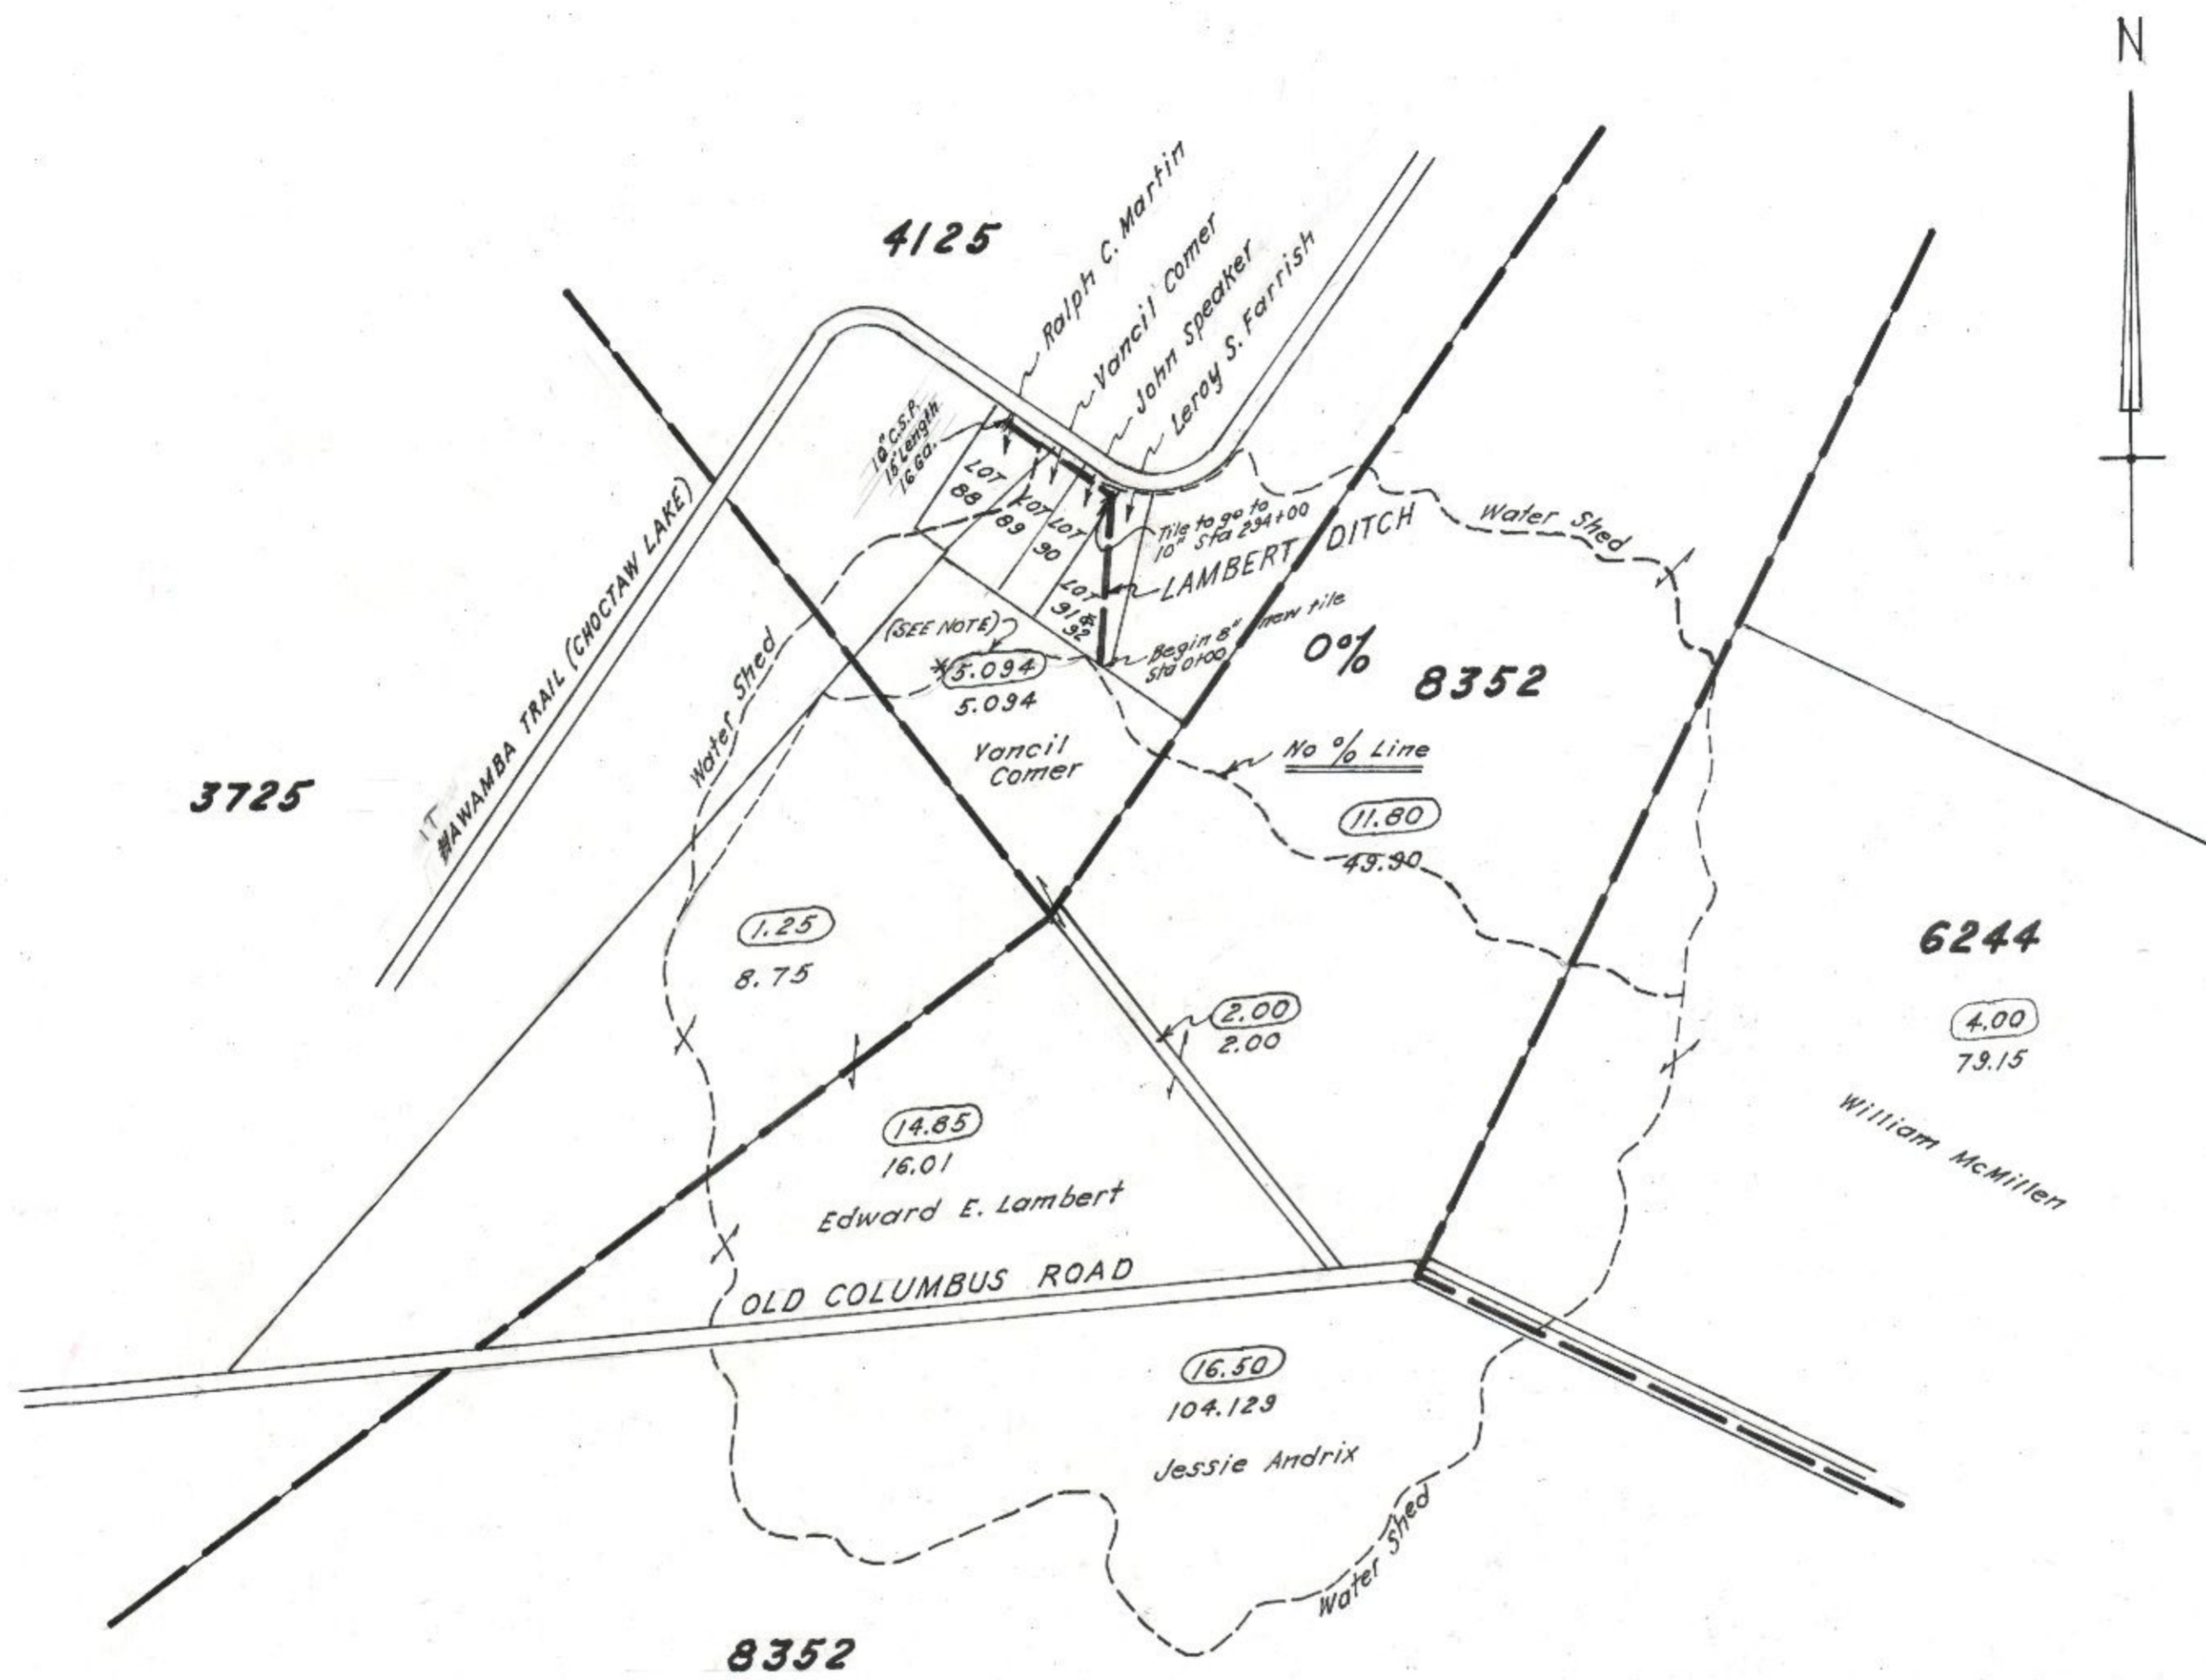 N
4125
Ralph C. Martin
Vancil Comer
John Speaker
Leroy S. Farrish
15' Length
16 Ga.
LOT
88
LOT
89
LOT
90
LOT
91 &
92
Tile to go to
10" Sta 294+00
LAMBERT DITCH
Water Shed
(SEE NOTE)
Begin 8" new tile
Sta 0+00
*5.094
5.094
0%
8352
Yancil
Comer
No % Line
Water Shed
HAWAMBA TRAIL (CHOCTAW LAKE)
IT
3725
11.80
49.90
1.25
8.75
6244
4.00
79.15
William McMillen
2.00
2.00
14.85
16.01
Edward E. Lambert
OLD COLUMBUS ROAD
16.50
104.129
Jessie Andrix
Water Shed
8352